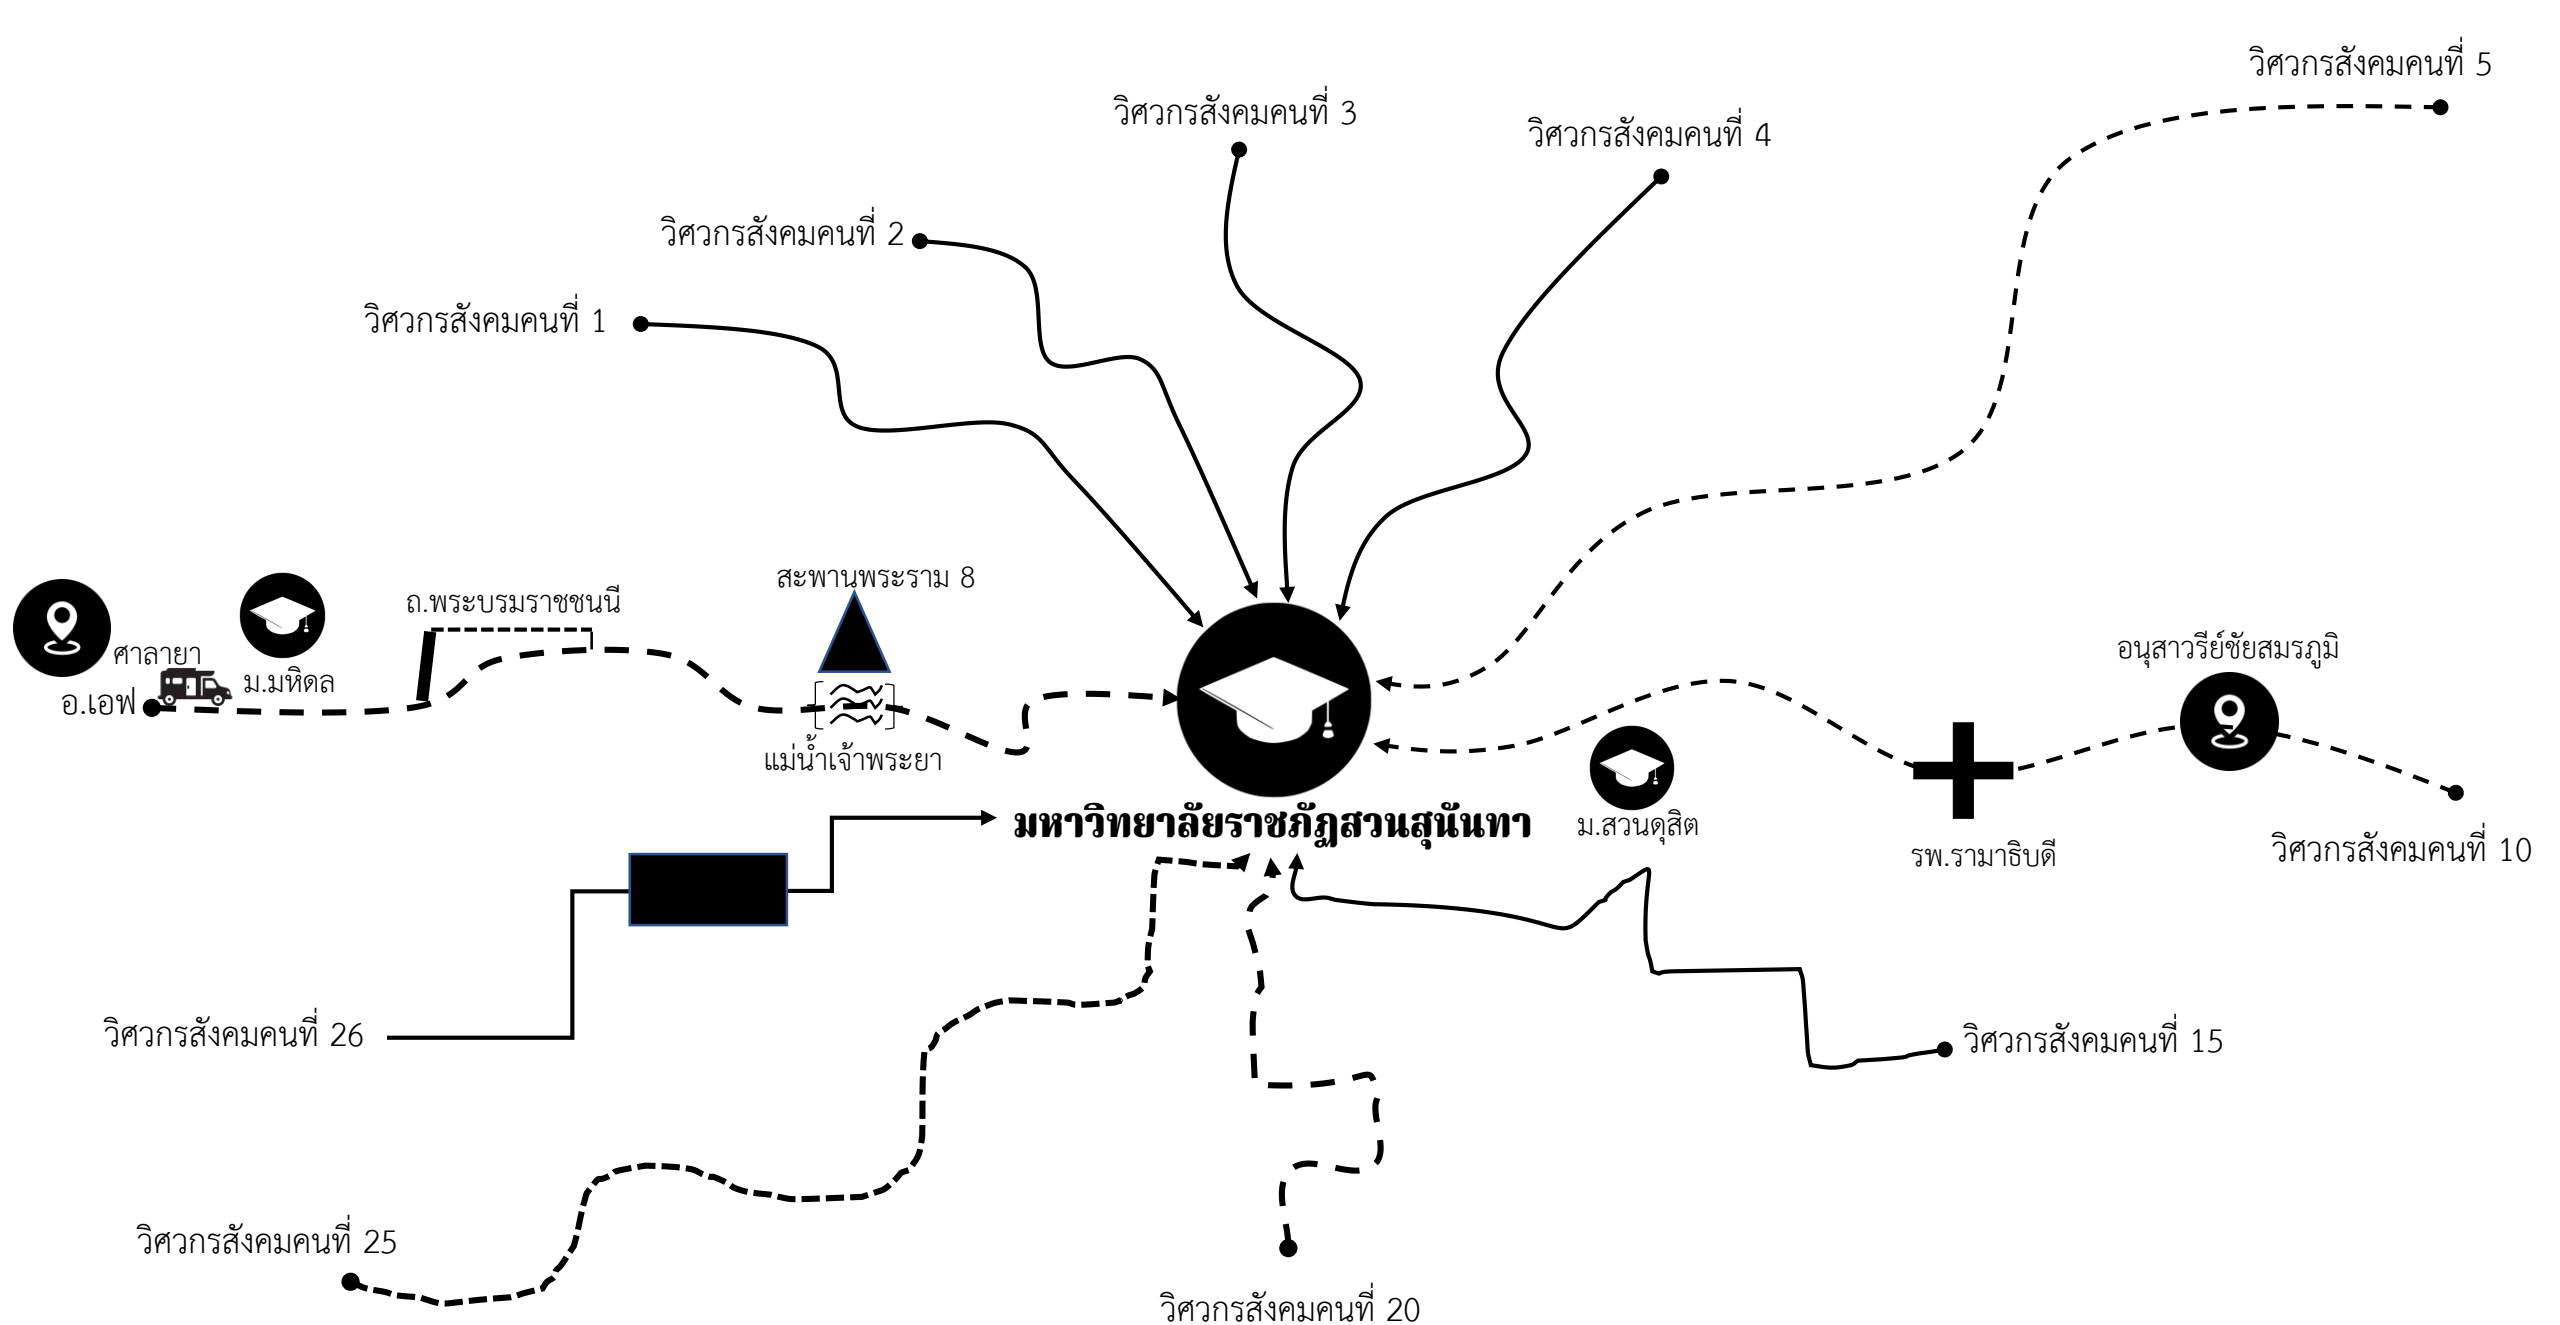 วิศวกรสังคมคนที่ 5
วิศวกรสังคมคนที่ 3
วิศวกรสังคมคนที่ 4
วิศวกรสังคมคนที่ 2
วิศวกรสังคมคนที่ 1
สะพานพระราม 8
ถ.พระบรมราชชนนี
ศาลายา
ม.มหิดล
อ.เอฟ
แม่น้ำเจ้าพระยา
อนุสาวรีย์ชัยสมรภูมิ
มหาวิทยาลัยราชภัฏสวนสุนันทา
ม.สวนดุสิต
รพ.รามาธิบดี
วิศวกรสังคมคนที่ 10
วิศวกรสังคมคนที่ 26
วิศวกรสังคมคนที่ 15
วิศวกรสังคมคนที่ 25
วิศวกรสังคมคนที่ 20